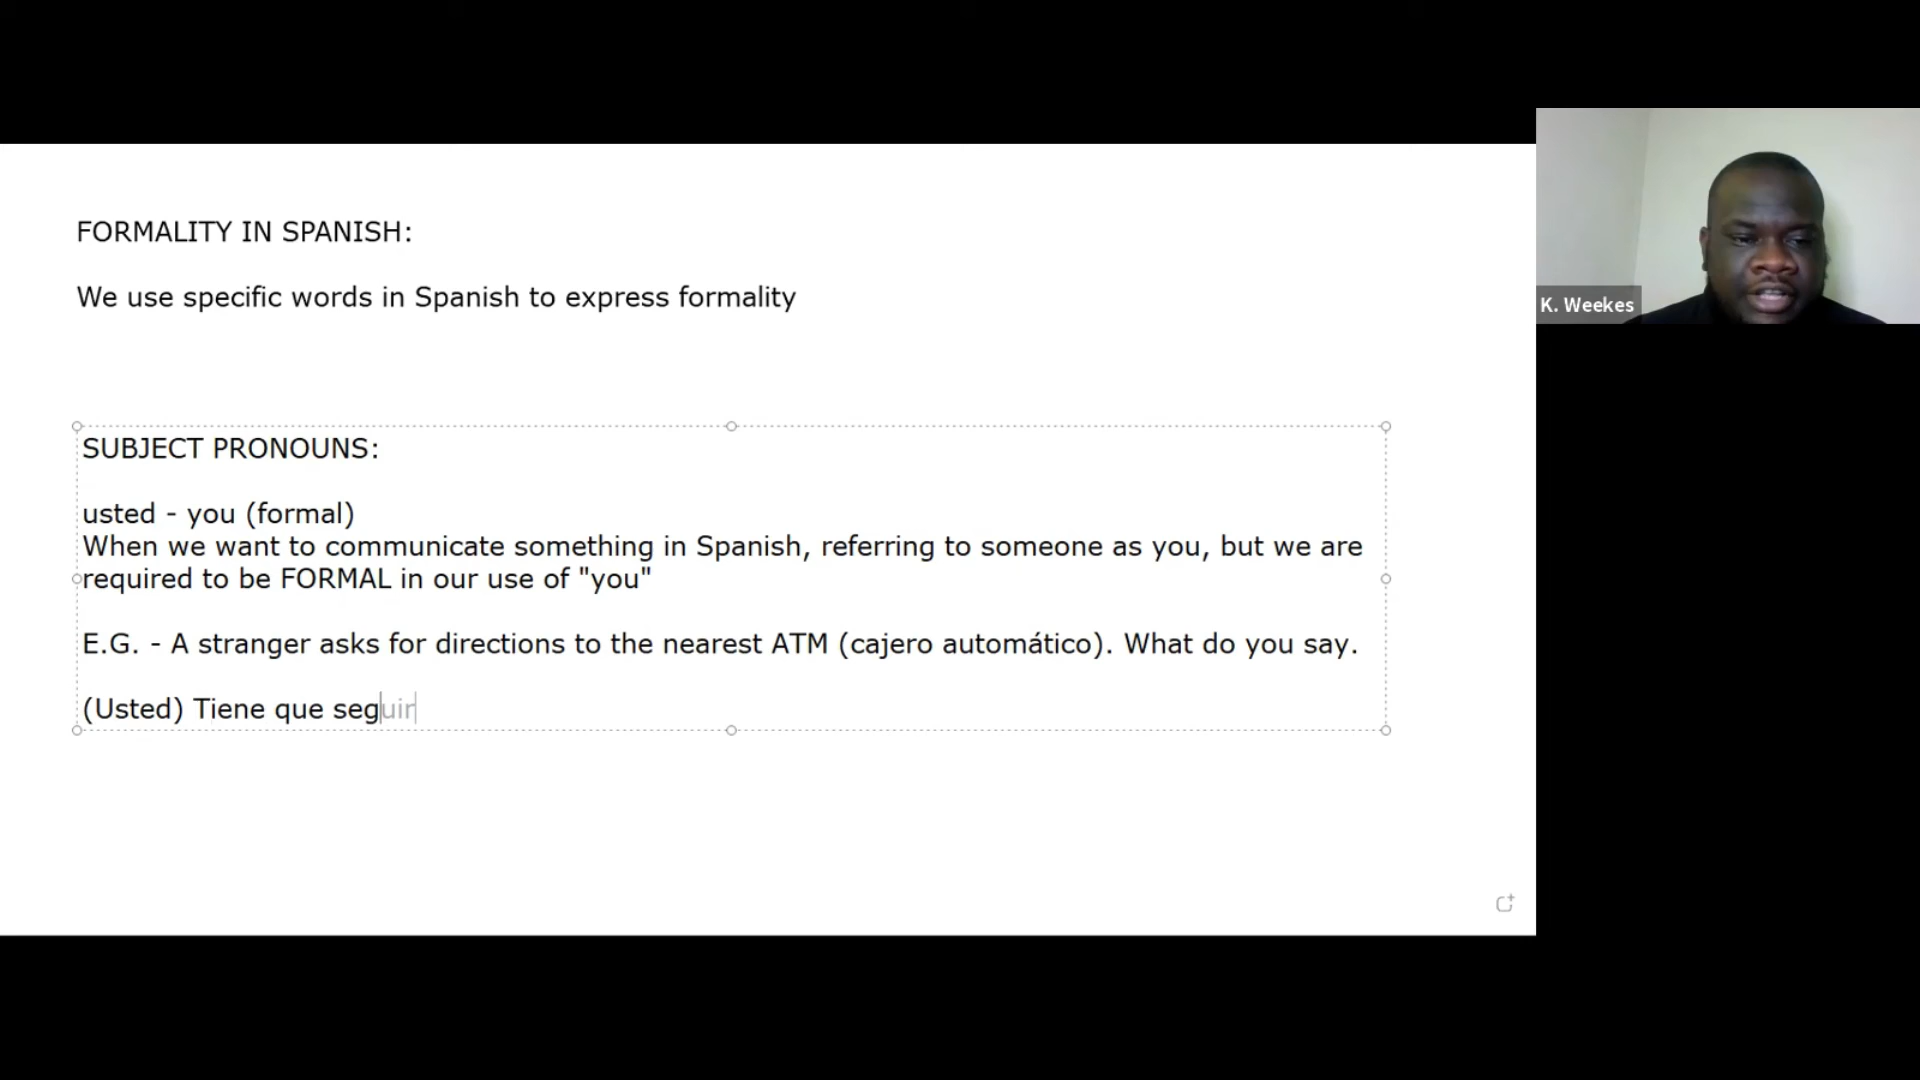 FORMALITY IN SPANISH:
We use specific words in Spanish to express formality
K. Weekes
SUBJECT PRONOUNS:
usted - you (formal)
When we want to communicate something in Spanish, referring to someone as you, but we are
required to be FORMAL in our use of "you"
E.G. - A stranger asks for directions to the nearest ATM (cajero automático). What do you say.
(Usted) Tiene que seguir